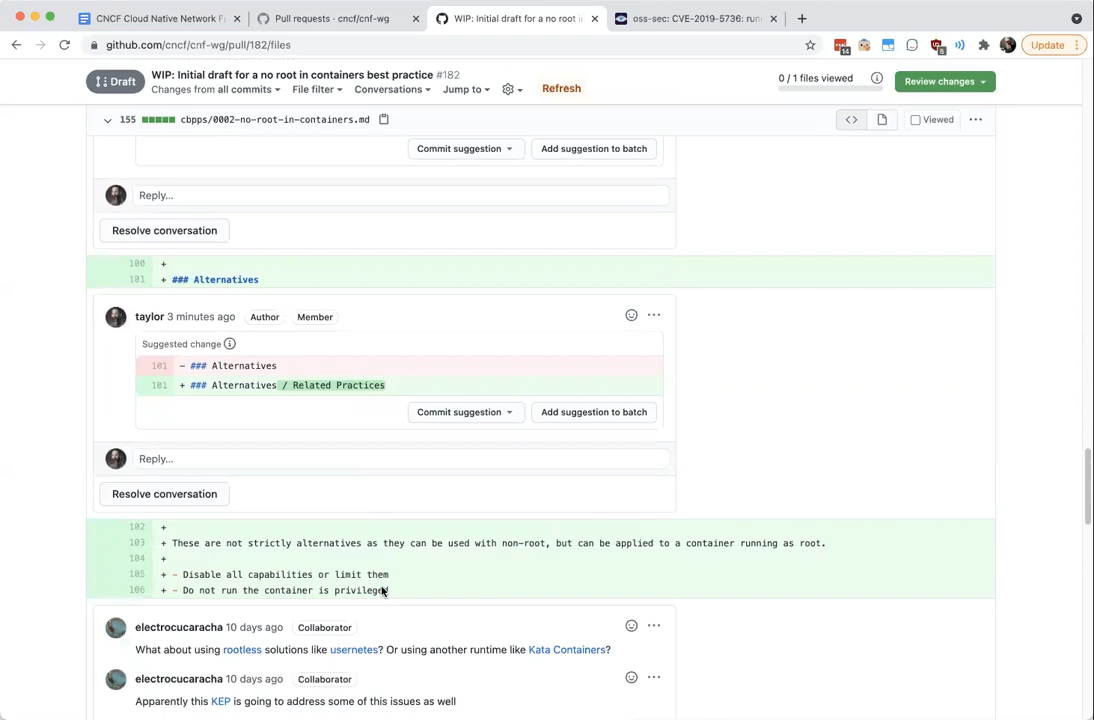 CNCF Cloud Native Network F
Pull requests · cncf/cnf-wg
WIP: Initial draft for a no root i
oss-sec: CVE-2019-5736: run
github.com/cncf/cnf-wg/pull/182/files
14
5
Update
Draft
WIP: Initial draft for a no root in containers best practice #182
Changes from all commits
File filter
Conversations
Jump to
Refresh
0 / 1 files viewed
Review changes
155
cbpps/0002-no-root-in-containers.md
Viewed
Commit suggestion
Add suggestion to batch
Reply...
Resolve conversation
100 +
101 + ### Alternatives
taylor 3 minutes ago Author Member
Suggested change
101 - ### Alternatives
101 + ### Alternatives / Related Practices
Commit suggestion
Add suggestion to batch
Reply...
Resolve conversation
102 +
103 + These are not strictly alternatives as they can be used with non-root, but can be applied to a container running as root.
104 +
105 + - Disable all capabilities or limit them
106 + - Do not run the container is privileged
electrocucaracha 10 days ago Collaborator
What about using rootless solutions like usernetes? Or using another runtime like Kata Containers?
electrocucaracha 10 days ago Collaborator
Apparently this KEP is going to address some of this issues as well